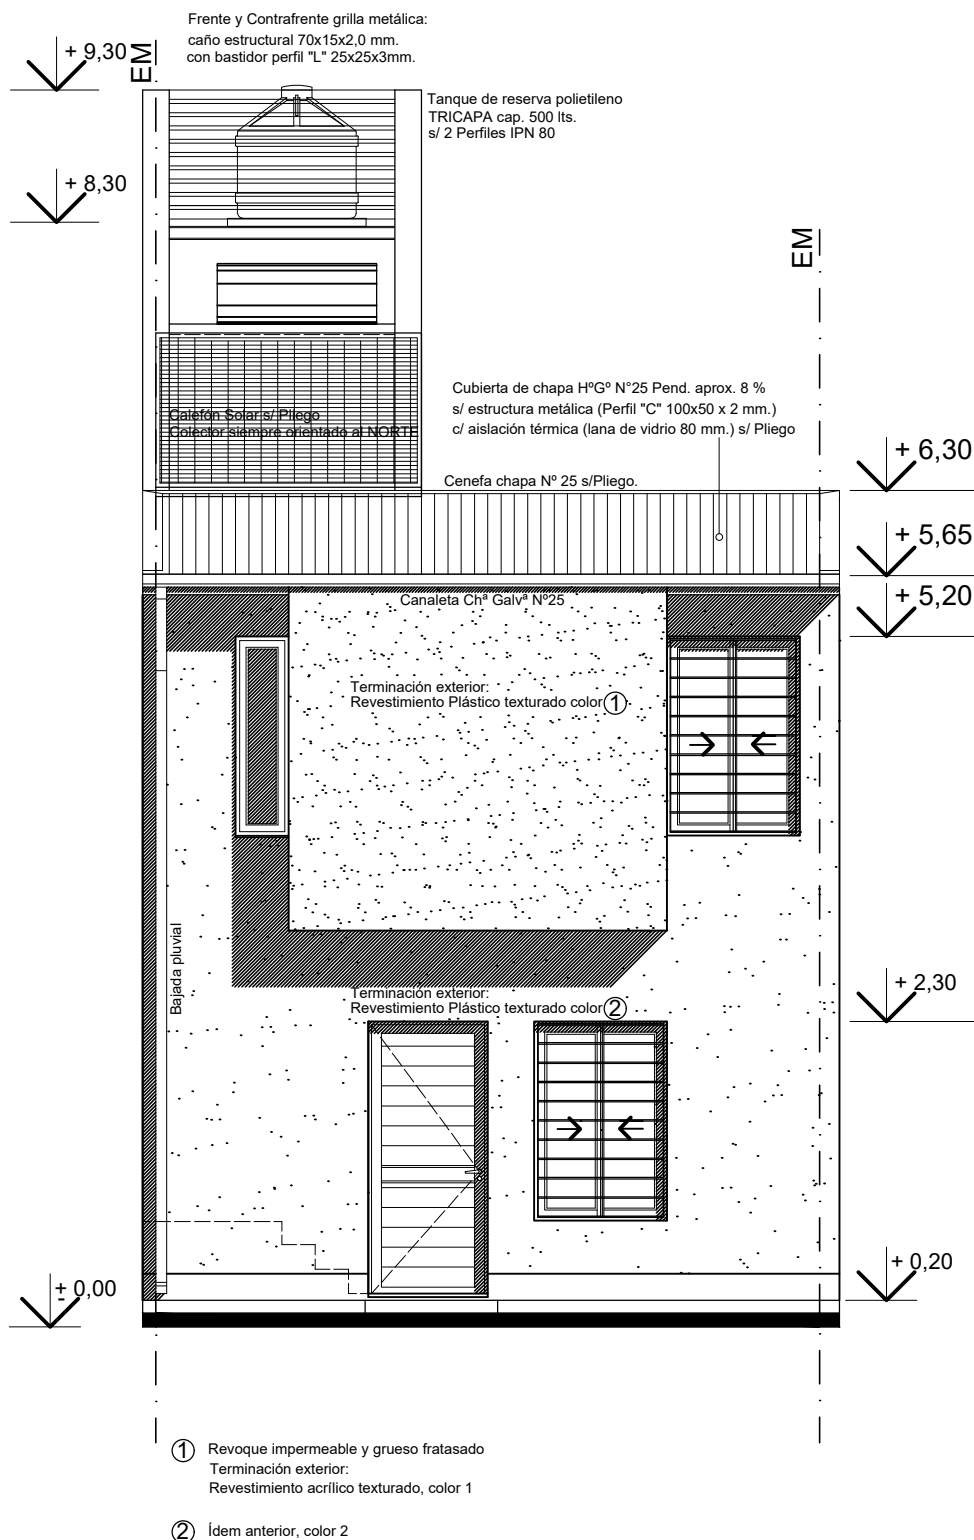 Frente y Contrafrente grilla metálica:
caño estructural 70x15x2,0 mm.
con bastidor perfil "L" 25x25x3mm.
+ 9,30
EM
Tanque de reserva polietileno
TRICAPA cap. 500 lts.
s/ 2 Perfiles IPN 80
+ 8,30
EM
Cubierta de chapa HºGº N°25 Pend. aprox. 8 %
s/ estructura metálica (Perfil "C" 100x50 x 2 mm.)
c/ aislación térmica (lana de vidrio 80 mm.) s/ Pliego
Calefón Solar s/ Pliego
Colector siempre orientado al NORTE
+ 6,30
Cenefa chapa Nº 25 s/Pliego.
+ 5,65
+ 5,20
Canaleta Chª Galvª Nº25
Terminación exterior:
Revestimiento Plástico texturado color 1
Bajada pluvial
+ 2,30
Terminación exterior:
Revestimiento Plástico texturado color 2
+ 0,20
± 0,00
1 Revoque impermeable y grueso fratasado
Terminación exterior:
Revestimiento acrílico texturado, color 1
2 Ídem anterior, color 2